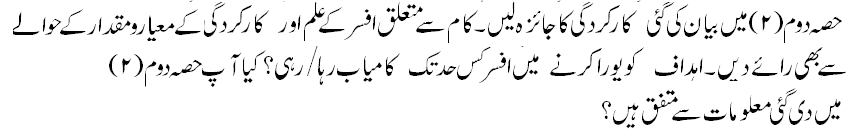 حصہ دوم (۲) میں بیان کی گئی کارکردگی کا جائزہ لیں۔ کام سے متعلق افسر کے علم اور کارکردگی کے معیار و مقدار کے حوالے
سے بھی رائے دیں۔ اہداف کو پورا کرنے میں افسر کس حد تک کامیاب رہا/رہی؟ کیا آپ حصہ دوم (۲)
میں دی گئی معلومات سے متفق ہیں؟